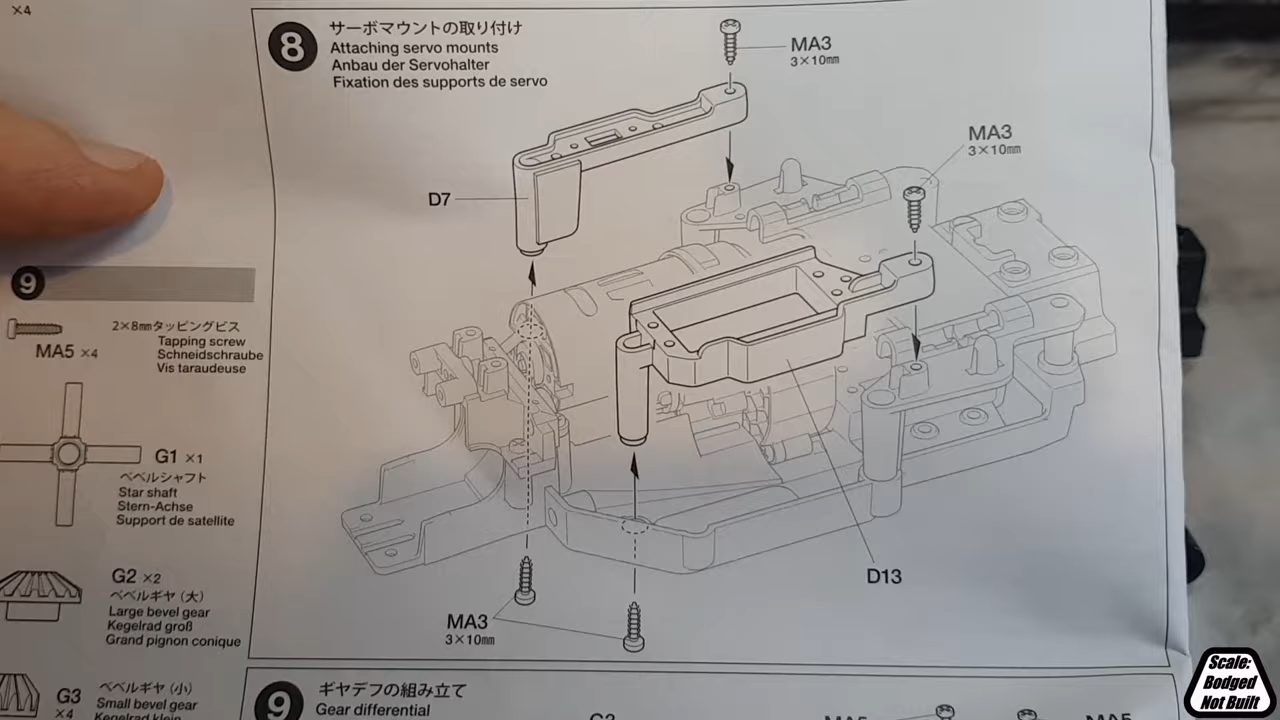 ×4
8
サーボマウントの取り付け
Attaching servo mounts
Anbau der Servohalter
Fixation des supports de servo
MA3
3×10㎜
MA3
3×10㎜
D7
D13
MA3
3×10㎜
9
2×8㎜タッピングビス
MA5 ×4
Tapping screw
Schneidschraube
Vis taraudeuse
G1 ×1
ベベルシャフト
Star shaft
Stern-Achse
Support de satellite
G2 ×2
ベベルギヤ（大）
Large bevel gear
Kegelrad groß
Grand pignon conique
G3
×4
ベベルギヤ（小）
Small bevel gear
Kegelrad klein
9
ギヤデフの組み立て
Gear differential
G2
MA5
MA5
Scale:
Bodged
Not Built